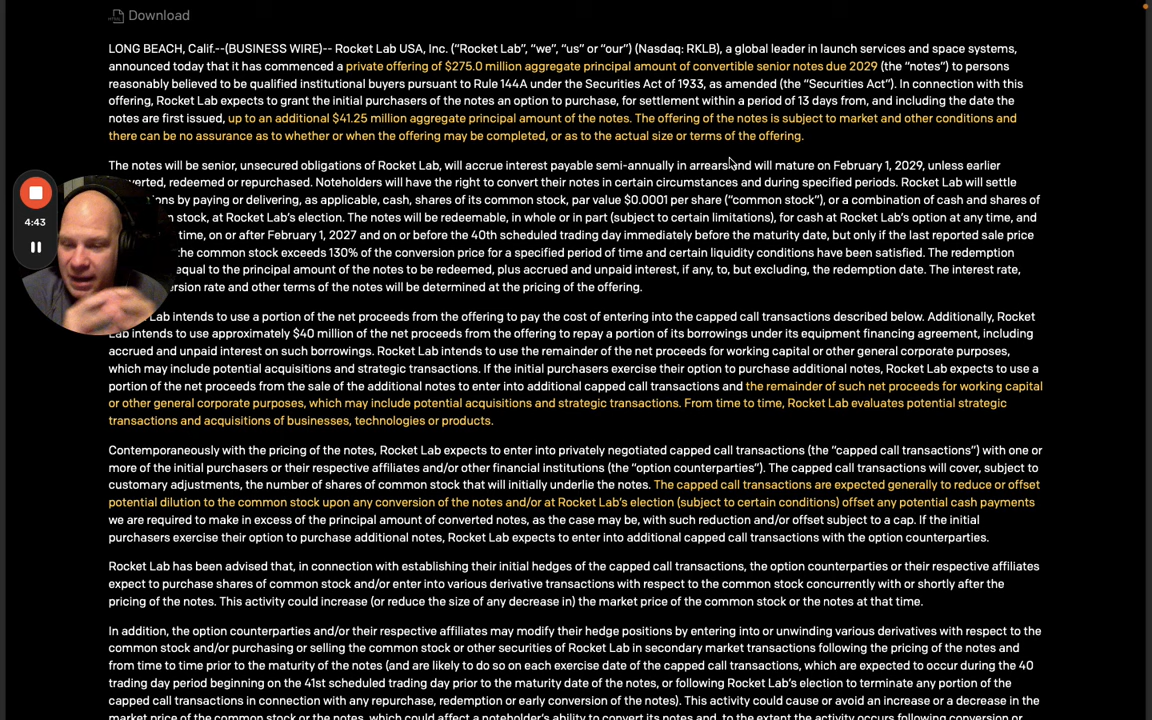 Download
LONG BEACH, Calif.--(BUSINESS WIRE)-- Rocket Lab USA, Inc. (“Rocket Lab”, “we”, “us” or “our”) (Nasdaq: RKLB), a global leader in launch services and space systems,
announced today that it has commenced a private offering of $275.0 million aggregate principal amount of convertible senior notes due 2029 (the “notes”) to persons
reasonably believed to be qualified institutional buyers pursuant to Rule 144A under the Securities Act of 1933, as amended (the “Securities Act”). In connection with this
offering, Rocket Lab expects to grant the initial purchasers of the notes an option to purchase, for settlement within a period of 13 days from, and including the date the
notes are first issued, up to an additional $41.25 million aggregate principal amount of the notes. The offering of the notes is subject to market and other conditions and
there can be no assurance as to whether or when the offering may be completed, or as to the actual size or terms of the offering.
The notes will be senior, unsecured obligations of Rocket Lab, will accrue interest payable semi-annually in arrears and will mature on February 1, 2029, unless earlier
verted, redeemed or repurchased. Noteholders will have the right to convert their notes in certain circumstances and during specified periods. Rocket Lab will settle
ns by paying or delivering, as applicable, cash, shares of its common stock, par value $0.0001 per share (“common stock”), or a combination of cash and shares of
n stock, at Rocket Lab’s election. The notes will be redeemable, in whole or in part (subject to certain limitations), for cash at Rocket Lab’s option at any time, and
4:43
time, on or after February 1, 2027 and on or before the 40th scheduled trading day immediately before the maturity date, but only if the last reported sale price
the common stock exceeds 130% of the conversion price for a specified period of time and certain liquidity conditions have been satisfied. The redemption
equal to the principal amount of the notes to be redeemed, plus accrued and unpaid interest, if any, to, but excluding, the redemption date. The interest rate,
rsion rate and other terms of the notes will be determined at the pricing of the offering.
Lab intends to use a portion of the net proceeds from the offering to pay the cost of entering into the capped call transactions described below. Additionally, Rocket
Lab intends to use approximately $40 million of the net proceeds from the offering to repay a portion of its borrowings under its equipment financing agreement, including
accrued and unpaid interest on such borrowings. Rocket Lab intends to use the remainder of the net proceeds for working capital or other general corporate purposes,
which may include potential acquisitions and strategic transactions. If the initial purchasers exercise their option to purchase additional notes, Rocket Lab expects to use a
portion of the net proceeds from the sale of the additional notes to enter into additional capped call transactions and the remainder of such net proceeds for working capital
or other general corporate purposes, which may include potential acquisitions and strategic transactions. From time to time, Rocket Lab evaluates potential strategic
transactions and acquisitions of businesses, technologies or products.
Contemporaneously with the pricing of the notes, Rocket Lab expects to enter into privately negotiated capped call transactions (the “capped call transactions”) with one or
more of the initial purchasers or their respective affiliates and/or other financial institutions (the “option counterparties”). The capped call transactions will cover, subject to
customary adjustments, the number of shares of common stock that will initially underlie the notes. The capped call transactions are expected generally to reduce or offset
potential dilution to the common stock upon any conversion of the notes and/or at Rocket Lab’s election (subject to certain conditions) offset any potential cash payments
we are required to make in excess of the principal amount of converted notes, as the case may be, with such reduction and/or offset subject to a cap. If the initial
purchasers exercise their option to purchase additional notes, Rocket Lab expects to enter into additional capped call transactions with the option counterparties.
Rocket Lab has been advised that, in connection with establishing their initial hedges of the capped call transactions, the option counterparties or their respective affiliates
expect to purchase shares of common stock and/or enter into various derivative transactions with respect to the common stock concurrently with or shortly after the
pricing of the notes. This activity could increase (or reduce the size of any decrease in) the market price of the common stock or the notes at that time.
In addition, the option counterparties and/or their respective affiliates may modify their hedge positions by entering into or unwinding various derivatives with respect to the
common stock and/or purchasing or selling the common stock or other securities of Rocket Lab in secondary market transactions following the pricing of the notes and
from time to time prior to the maturity of the notes (and are likely to do so on each exercise date of the capped call transactions, which are expected to occur during the 40
trading day period beginning on the 41st scheduled trading day prior to the maturity date of the notes, or following Rocket Lab’s election to terminate any portion of the
capped call transactions in connection with any repurchase, redemption or early conversion of the notes). This activity could cause or avoid an increase or a decrease in the
market price of the common stock or the notes, which could affect a noteholder’s ability to convert its notes and, to the extent the activity occurs following conversion or